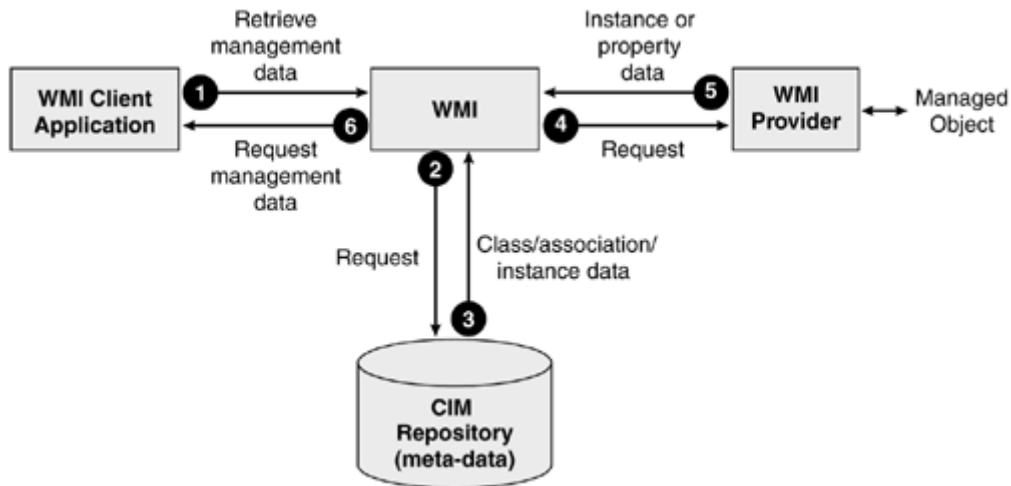 Retrieve
management
data
Instance or
property
data
WMI Client
Application
1
WMI
5
WMI
Provider
Managed
Object
6
4
Request
management
data
2
Request
Request
Class/association/
instance data
3
CIM
Repository
(meta-data)